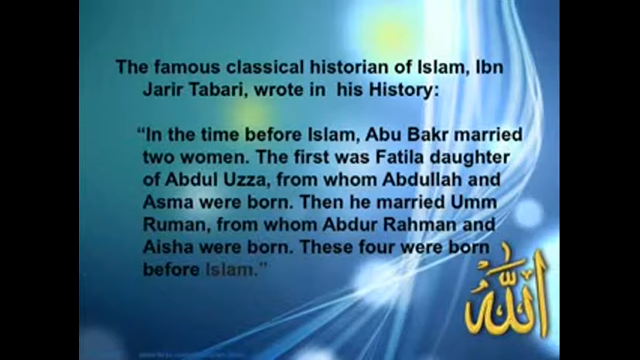 The famous classical historian of Islam, Ibn
Jarir Tabari, wrote in  his History:
“In the time before Islam, Abu Bakr married
two women. The first was Fatila daughter
of Abdul Uzza, from whom Abdullah and
Asma were born. Then he married Umm
Ruman, from whom Abdur Rahman and
Aisha were born. These four were born
before Islam.”
الله